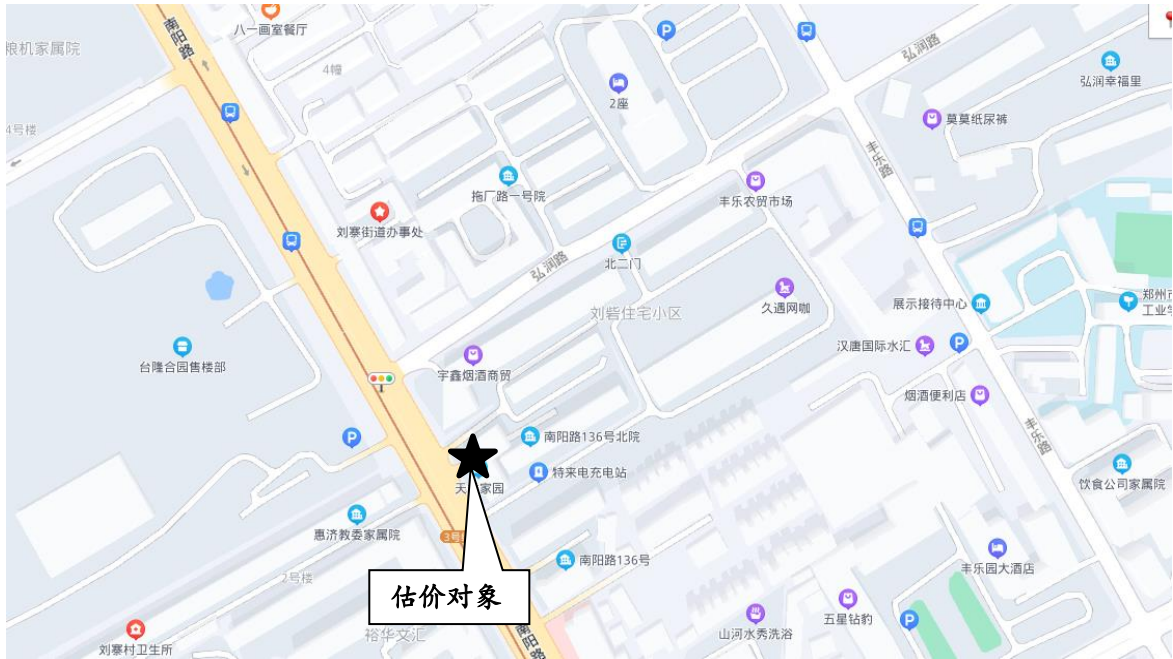 南阳路
八一画室餐厅
粮机家属院
4幢
4号楼
2座
弘润路
弘润幸福里
莫莫纸尿裤
丰乐路
拖厂路一号院
丰乐农贸市场
刘寨街道办事处
北二门
弘润路
刘砦住宅小区
久遇网咖
展示接待中心
郑州市
工业学
台隆合园售楼部
宇鑫烟酒商贸
汉唐国际水汇
烟酒便利店
南阳路136号北院
丰乐路
特来电充电站
家园
饮食公司家属院
惠济教委家属院
3号
南阳路136号
2号楼
丰乐园大酒店
估价对象
五星钻豹
山河水秀洗浴
南阳路
裕华文汇
刘寨村卫生所